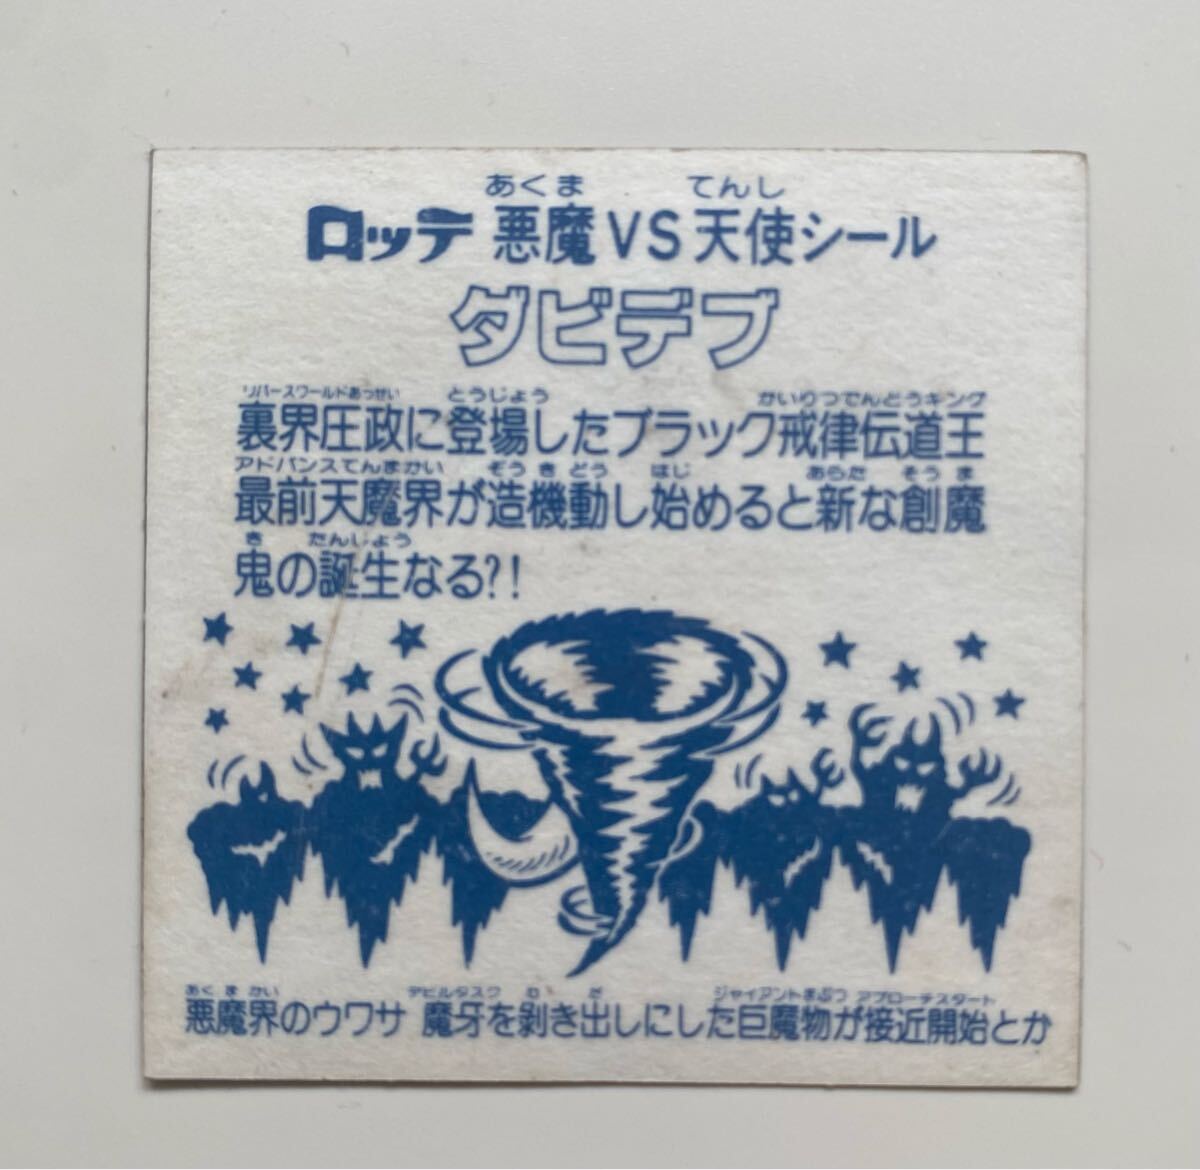 あくま てんし
ロッテ 悪魔VS天使シール
ダビデブ
リバースワールドあっせい とうじょう かいりつでんどうキング
裏界圧政に登場したブラック戒律伝道王
アドバンスてんまかい ぞうきどう はじ あらた そうま
最前天魔界が造機動し始めると新な創魔
き たんじょう
鬼の誕生なる?!
あくまかい デビルタスク む だ ジャイアントまぶつ アプローチスタート
悪魔界のウワサ 魔牙を剝き出しにした巨魔物が接近開始とか